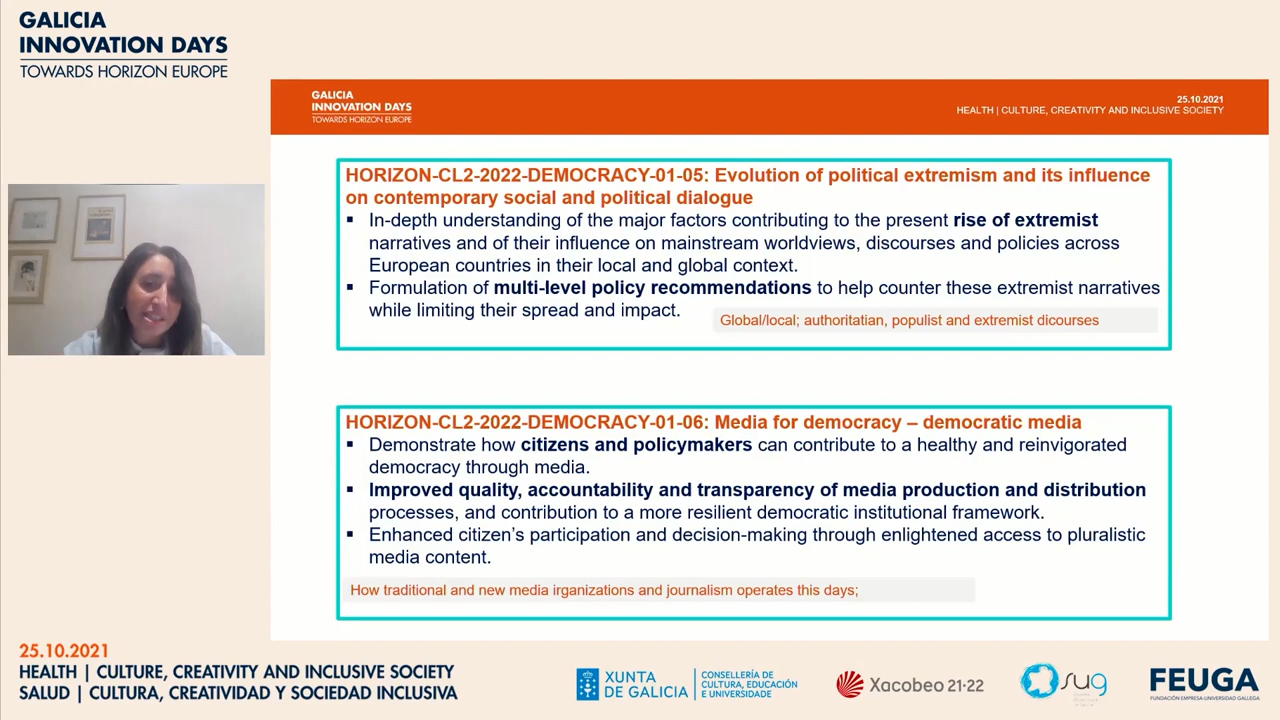 GALICIA
INNOVATION DAYS
TOWARDS HORIZON EUROPE
GALICIA
INNOVATION DAYS
TOWARDS HORIZON EUROPE
25.10.2021
HEALTH | CULTURE, CREATIVITY AND INCLUSIVE SOCIETY
HORIZON-CL2-2022-DEMOCRACY-01-05: Evolution of political extremism and its influence
on contemporary social and political dialogue
▪ In-depth understanding of the major factors contributing to the present rise of extremist
narratives and of their influence on mainstream worldviews, discourses and policies across
European countries in their local and global context.
▪ Formulation of multi-level policy recommendations to help counter these extremist narratives
while limiting their spread and impact.
Global/local; authoritatian, populist and extremist dicourses
HORIZON-CL2-2022-DEMOCRACY-01-06: Media for democracy – democratic media
▪ Demonstrate how citizens and policymakers can contribute to a healthy and reinvigorated
democracy through media.
▪ Improved quality, accountability and transparency of media production and distribution
processes, and contribution to a more resilient democratic institutional framework.
▪ Enhanced citizen's participation and decision-making through enlightened access to pluralistic
media content.
How traditional and new media irganizations and journalism operates this days;
25.10.2021
HEALTH | CULTURE, CREATIVITY AND INCLUSIVE SOCIETY
SALUD | CULTURA, CREATIVIDAD Y SOCIEDAD INCLUSIVA
XUNTA
DE GALICIA
CONSELLERÍA
DE CULTURA, EDUCACIÓN
E UNIVERSIDADE
Xacobeo 21·22
sug
FEUGA
FUNDACIÓN EMPRESA-UNIVERSIDAD GALLEGA